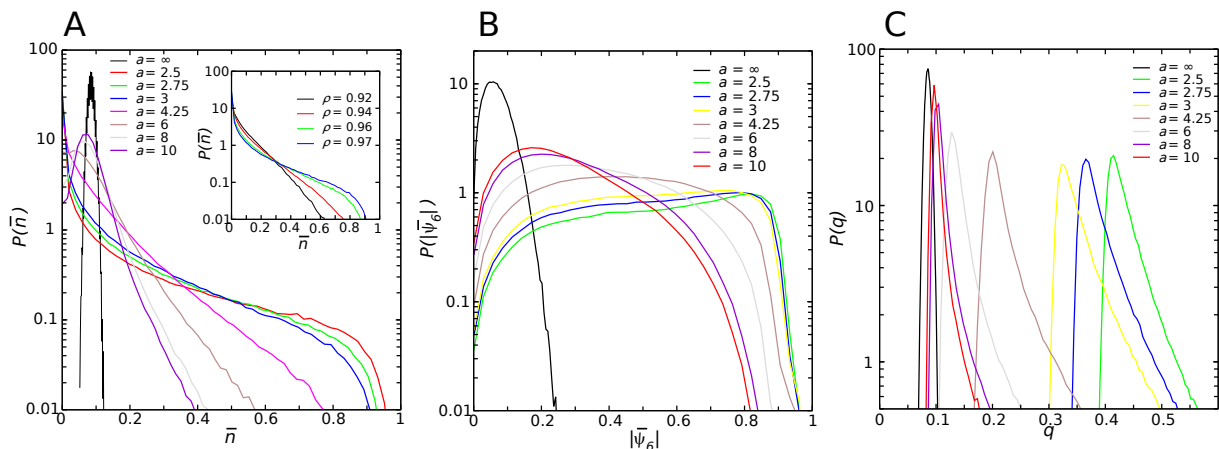 A
P(n̅)
100
10
1
0.1
0.01
0
0.2
0.4
0.6
0.8
1
n̅
a = ∞
a = 2.5
a = 2.75
a = 3
a = 4.25
a = 6
a = 8
a = 10
P(n̅)
100
10
1
0.1
0.01
0 0.2 0.4 0.6 0.8 1
n̅
ρ = 0.92
ρ = 0.94
ρ = 0.96
ρ = 0.97
B
P(|ψ̅₆|)
10
1
0.1
0.01
0 0.2 0.4 0.6 0.8 1
|ψ̅₆|
a = ∞
a = 2.5
a = 2.75
a = 3
a = 4.25
a = 6
a = 8
a = 10
C
P(q)
100
10
1
0 0.1 0.2 0.3 0.4 0.5
q
a = ∞
a = 2.5
a = 2.75
a = 3
a = 4.25
a = 6
a = 8
a = 10